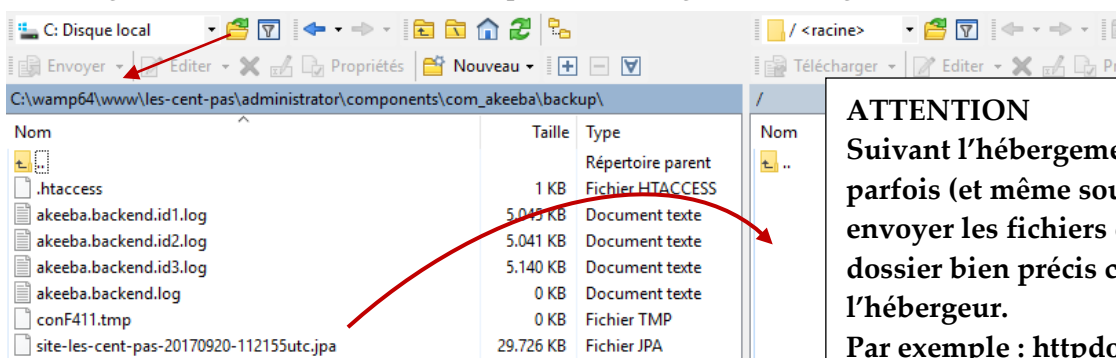 C: Disque local
Envoyer Editer Propriétés Nouveau
C:\wamp64\www\les-cent-pas\administrator\components\com_akeeba\backup\
Nom Taille Type
.. Répertoire parent
.htaccess 1 KB Fichier HTACCESS
akeeba.backend.id1.log 5.045 KB Document texte
akeeba.backend.id2.log 5.041 KB Document texte
akeeba.backend.id3.log 5.140 KB Document texte
akeeba.backend.log 0 KB Document texte
conF411.tmp 0 KB Fichier TMP
site-les-cent-pas-20170920-112155utc.jpa 29.726 KB Fichier JPA
/ <racine>
Télécharger Editer
/
Nom
..
ATTENTION
Suivant l’hébergeme
parfois (et même sou
envoyer les fichiers
dossier bien précis
l’hébergeur.
Par exemple : httpdo